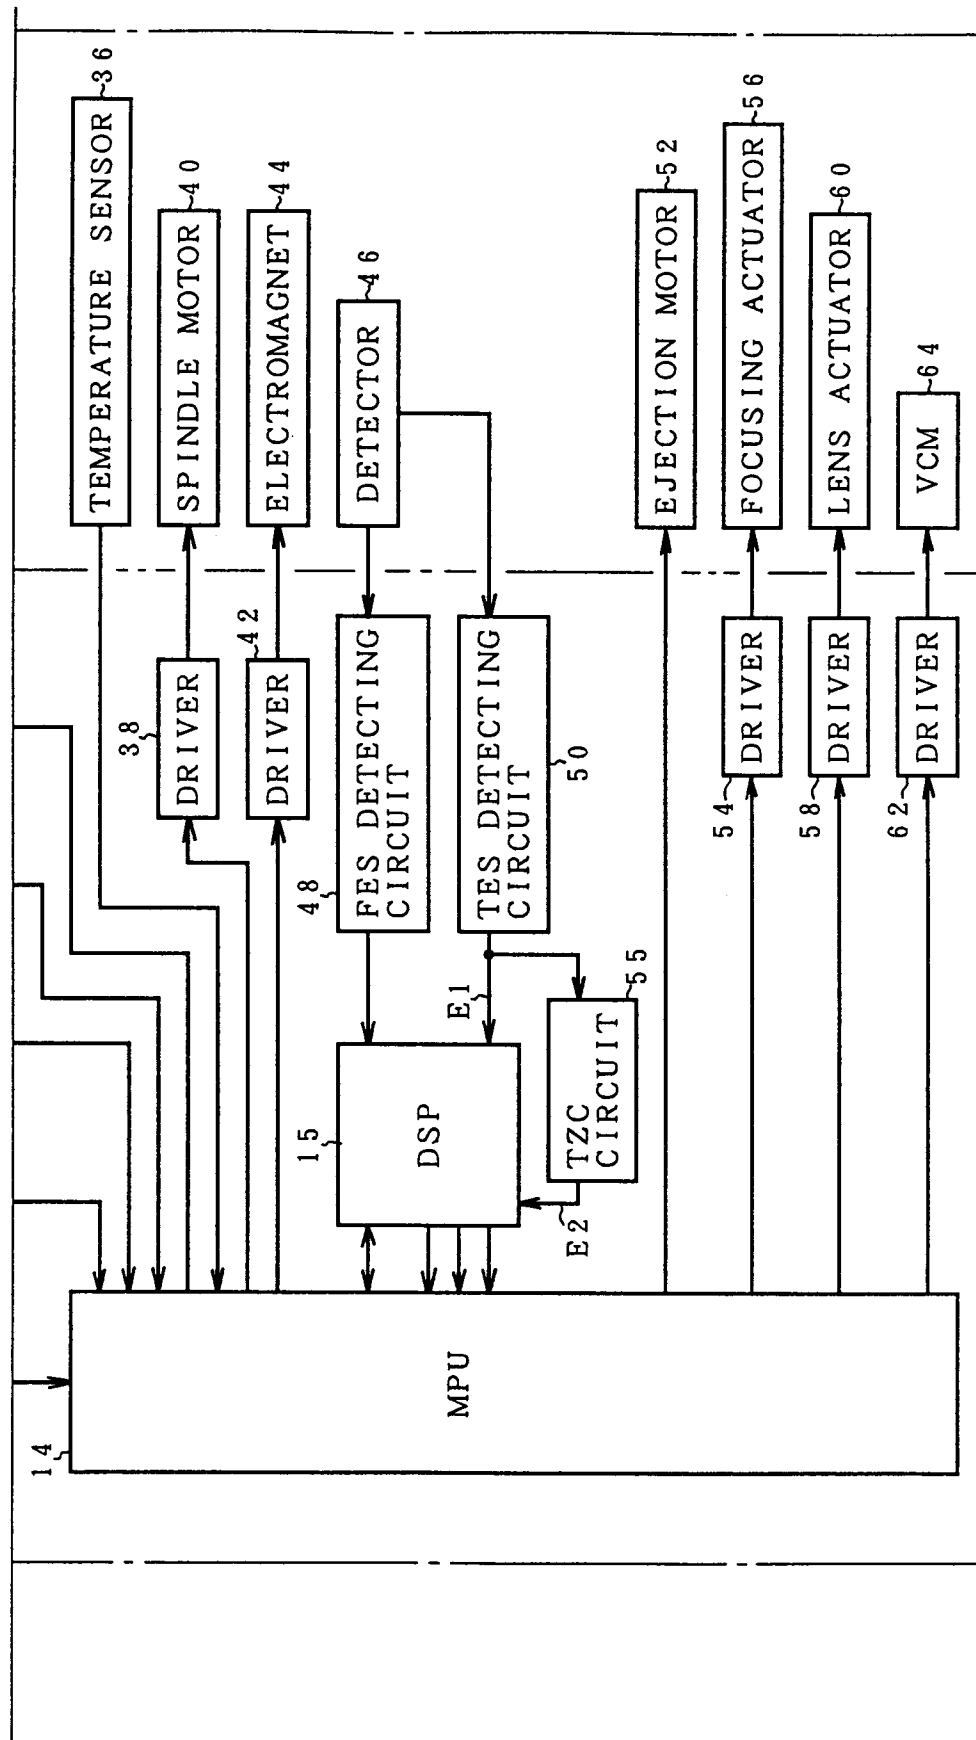 TEMPERATURE SENSOR
36
SPINDLE MOTOR
40
38
DRIVER
ELECTROMAGNET
44
42
DRIVER
DETECTOR
46
48
FES DETECTING
CIRCUIT
TES DETECTING
CIRCUIT
50
E1
15
DSP
TZC
CIRCUIT
55
E2
14
MPU
EJECTION MOTOR
52
54
DRIVER
FOCUSING ACTUATOR
56
58
DRIVER
LENS ACTUATOR
60
62
DRIVER
VCM
64